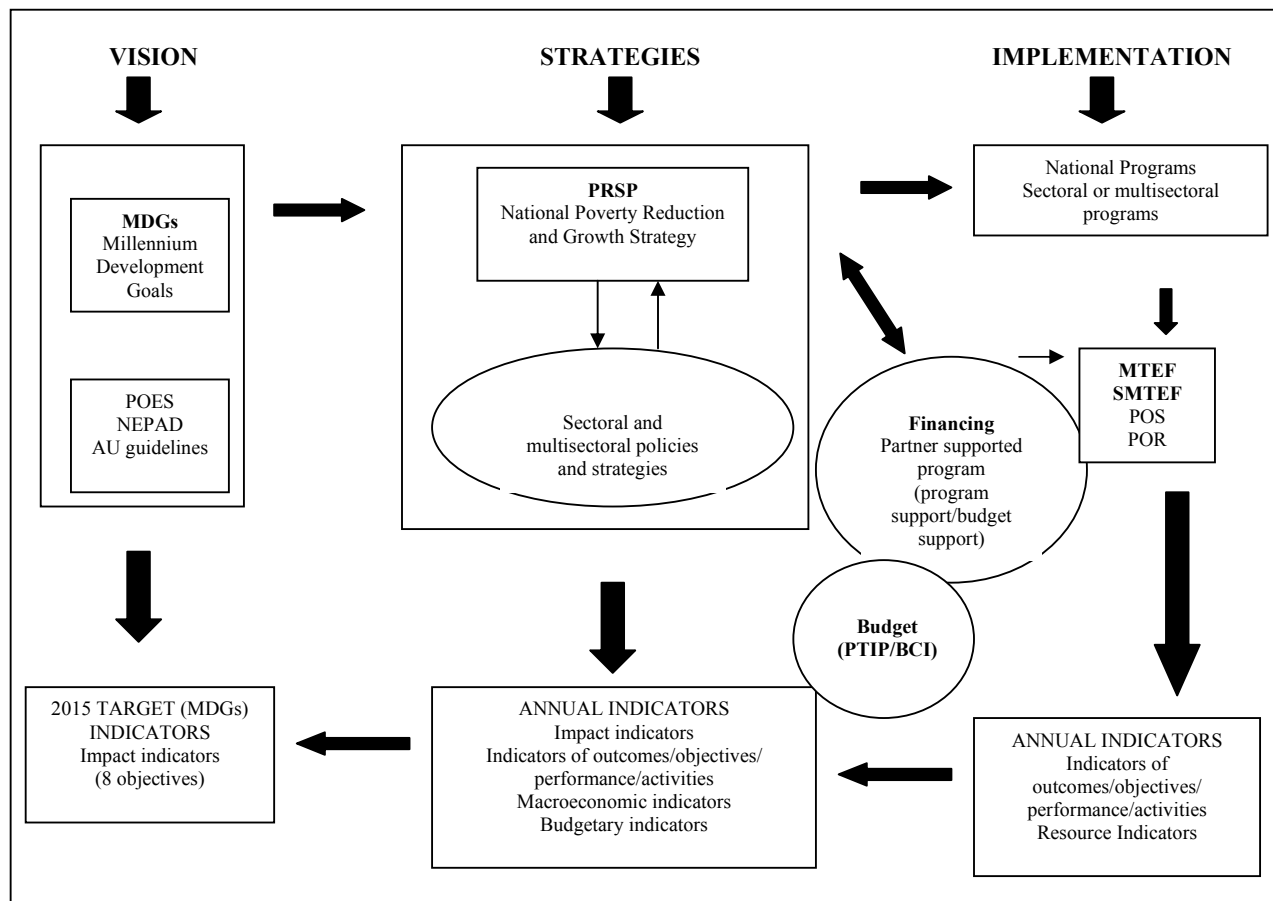 VISION
STRATEGIES
IMPLEMENTATION
MDGs
Millennium
Development
Goals
POES
NEPAD
AU guidelines
PRSP
National Poverty Reduction
and Growth Strategy
Sectoral and
multisectoral policies
and strategies
National Programs
Sectoral or multisectoral
programs
MTEF
SMTEF
POS
POR
Financing
Partner supported
program
(program
support/budget
support)
Budget
(PTIP/BCI)
2015 TARGET (MDGs)
INDICATORS
Impact indicators
(8 objectives)
ANNUAL INDICATORS
Impact indicators
Indicators of outcomes/objectives/
performance/activities
Macroeconomic indicators
Budgetary indicators
ANNUAL INDICATORS
Indicators of
outcomes/objectives/
performance/activities
Resource Indicators